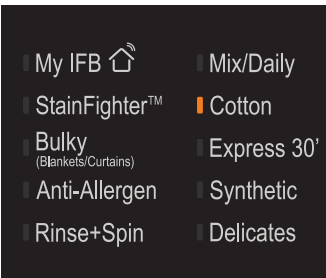 My IFB
StainFighter™
Bulky
(Blankets/Curtains)
Anti-Allergen
Rinse+Spin
Mix/Daily
Cotton
Express 30'
Synthetic
Delicates